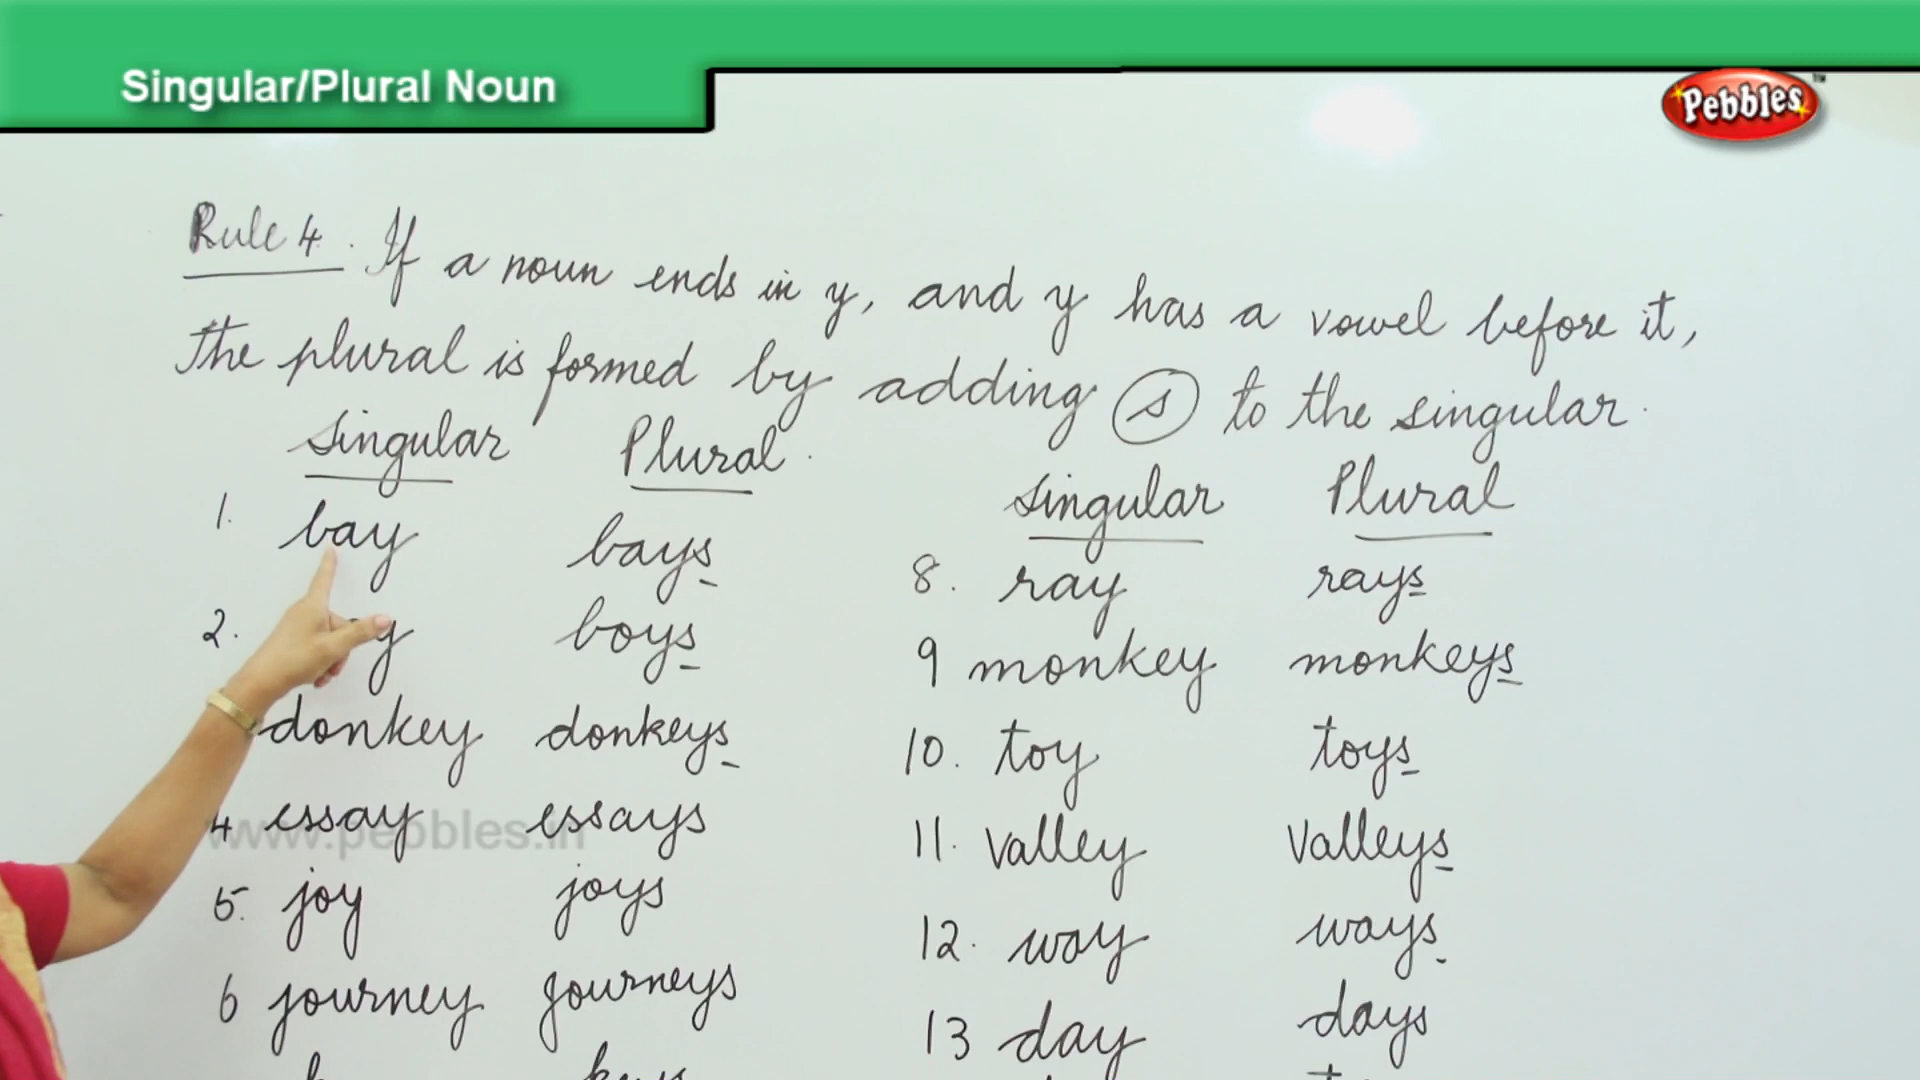 Singular/Plural Noun
Pebbles™
Rule 4. If a noun ends in y, and y has a vowel before it,
the plural is formed by adding s to the singular.
Singular Plural.
1. bay bays
2. y boys
donkey donkeys
4 essay essays
5. joy joys
6 journey journeys
Singular Plural
8. ray rays
9 monkey monkeys
10. toy toys
11. valley valleys
12. way ways
13 day days
www.pebbles.in